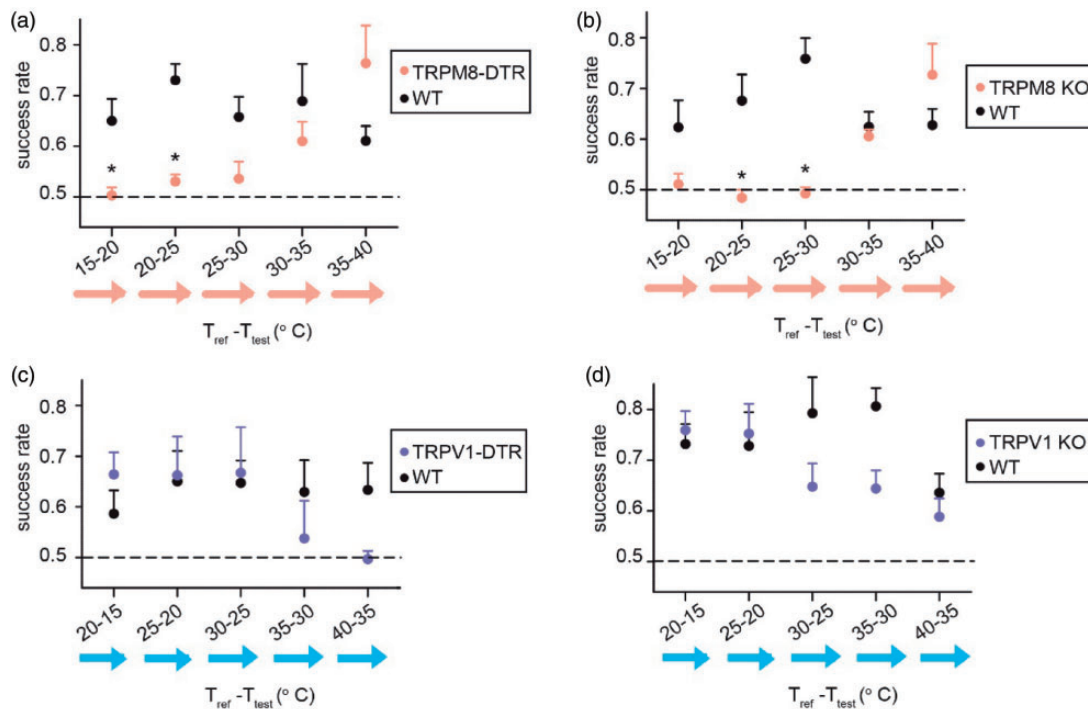 (a)
success rate
0.8
0.7
0.6
0.5
* *
TRPM8-DTR
WT
15-20 20-25 25-30 30-35 35-40
Tref -Ttest (° C)
(b)
success rate
0.8
0.7
0.6
0.5
* *
TRPM8 KO
WT
15-20 20-25 25-30 30-35 35-40
Tref -Ttest (° C)
(c)
success rate
0.8
0.7
0.6
0.5
TRPV1-DTR
WT
20-15 25-20 30-25 35-30 40-35
Tref -Ttest (° C)
(d)
success rate
0.8
0.7
0.6
0.5
TRPV1 KO
WT
20-15 25-20 30-25 35-30 40-35
Tref -Ttest (° C)